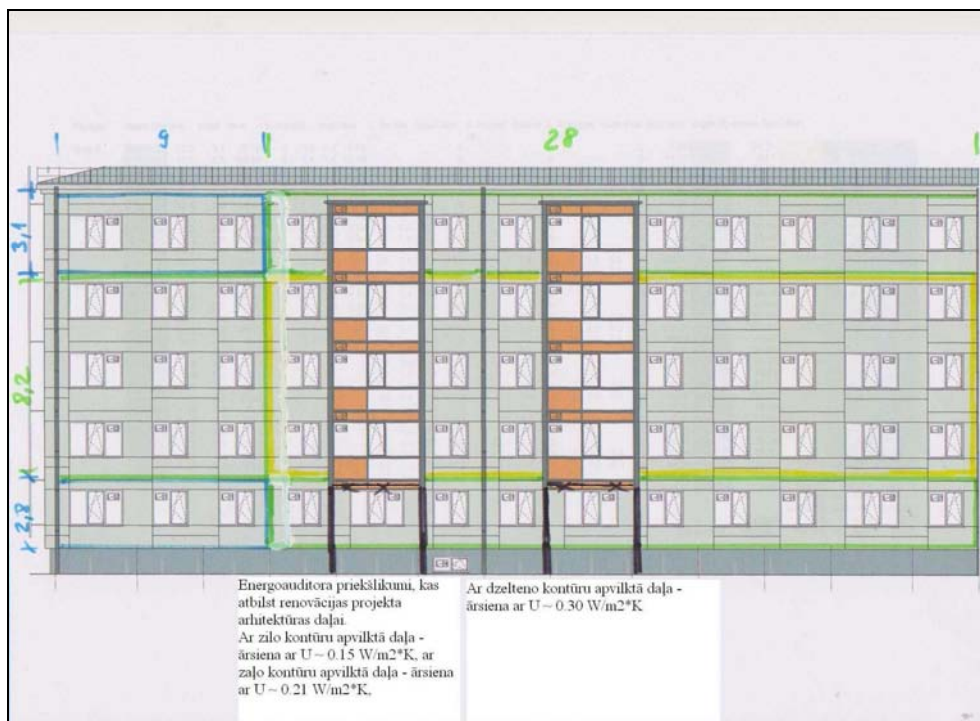 9
28
3,1
8,2
2,8
Energoauditora priekšlikumi, kas
atbilst renovācijas projekta
arhitektūras daļai.
Ar zilo kontūru apvilktā daļa -
ārsiena ar U ~ 0.15 W/m2*K, ar
zaļo kontūru apvilktā daļa - ārsiena
ar U ~ 0.21 W/m2*K,
Ar dzelteno kontūru apvilktā daļa -
ārsiena ar U ~ 0.30 W/m2*K